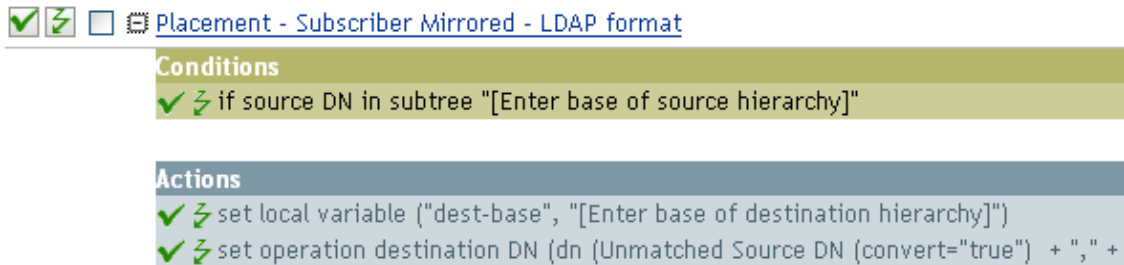 Placement - Subscriber Mirrored - LDAP format
Conditions
if source DN in subtree "[Enter base of source hierarchy]"
Actions
set local variable ("dest-base", "[Enter base of destination hierarchy]")
set operation destination DN (dn (Unmatched Source DN (convert="true") + "," +